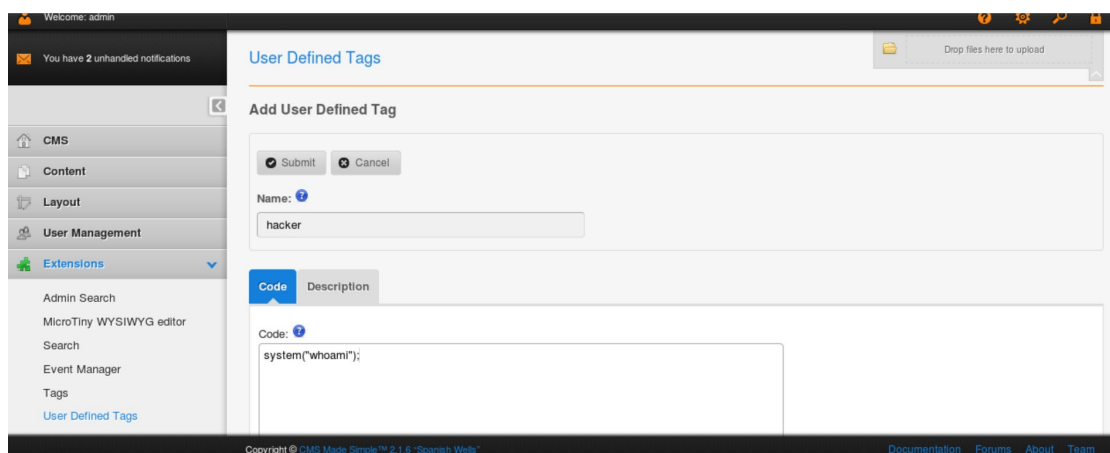 Welcome: admin
You have 2 unhandled notifications
User Defined Tags
Drop files here to upload
Add User Defined Tag
CMS
Content
Layout
User Management
Extensions
Admin Search
MicroTiny WYSIWYG editor
Search
Event Manager
Tags
User Defined Tags
Submit Cancel
Name: ?
hacker
Code Description
Code: ?
system("whoami");
Copyright © CMS Made Simple™ 2.1.6 "Spanish Wells"
Documentation Forums About Team